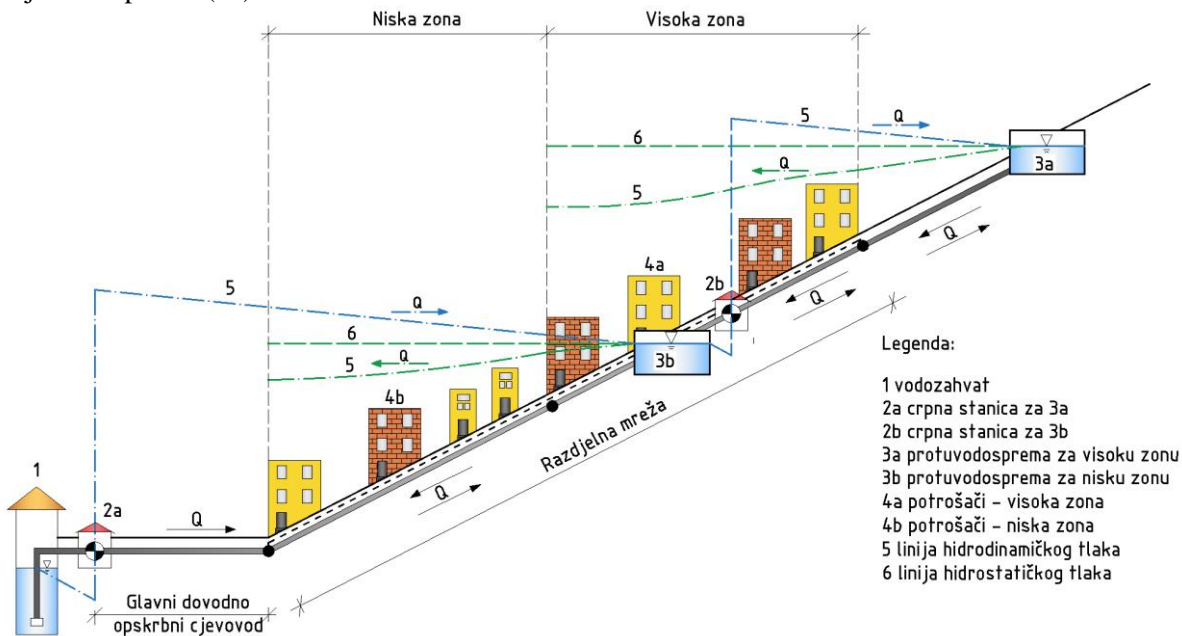 Niska zona
Visoka zona
5
Q
6
Q
5
3a
Q
4a
2b
Q
5
Q
6
5
Q
3b
4b
Q
Razdjelna mreža
1
2a
Q
Glavni dovodno
opskrbni cjevovod
Legenda:
1 vodozahvat
2a crpna stanica za 3a
2b crpna stanica za 3b
3a protuvodosprema za visoku zonu
3b protuvodosprema za nisku zonu
4a potrošači - visoka zona
4b potrošači - niska zona
5 linija hidrodinamičkog tlaka
6 linija hidrostatičkog tlaka